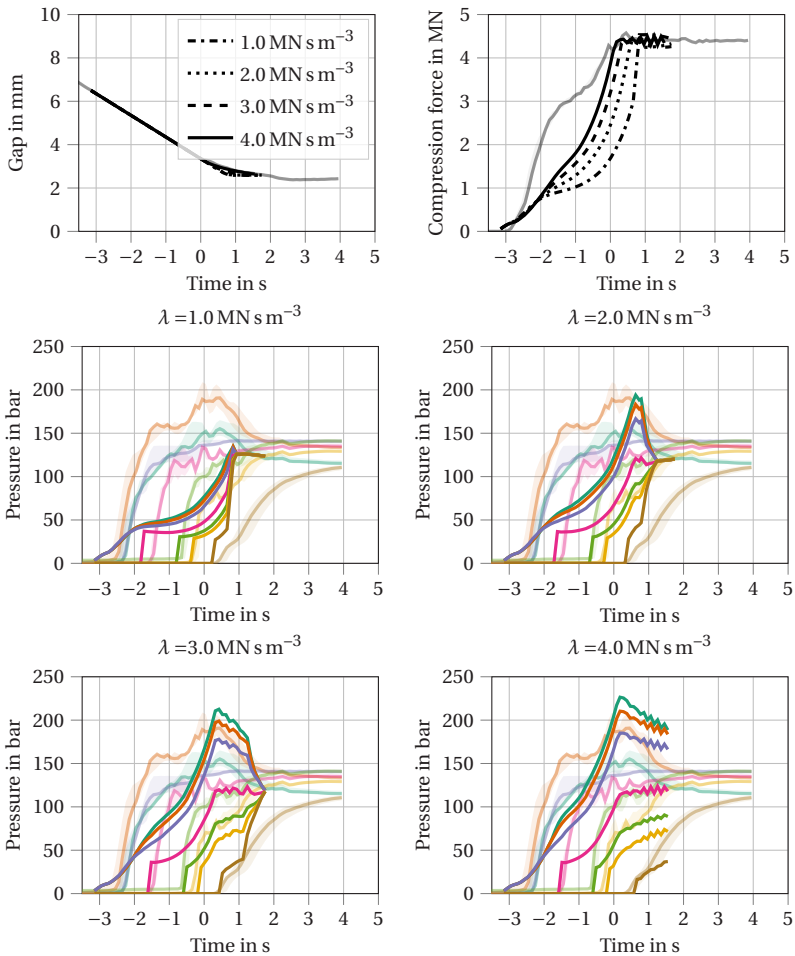 10
8
6
4
2
0
Gap in mm
−3 −2 −1 0 1 2 3 4 5
Time in s
1.0 MN s m⁻³
2.0 MN s m⁻³
3.0 MN s m⁻³
4.0 MN s m⁻³
5
4
3
2
1
0
Compression force in MN
−3 −2 −1 0 1 2 3 4 5
Time in s
λ =1.0 MN s m⁻³
250
200
150
100
50
0
Pressure in bar
−3 −2 −1 0 1 2 3 4 5
Time in s
λ =2.0 MN s m⁻³
250
200
150
100
50
0
Pressure in bar
−3 −2 −1 0 1 2 3 4 5
Time in s
λ =3.0 MN s m⁻³
250
200
150
100
50
0
Pressure in bar
−3 −2 −1 0 1 2 3 4 5
Time in s
λ =4.0 MN s m⁻³
250
200
150
100
50
0
Pressure in bar
−3 −2 −1 0 1 2 3 4 5
Time in s